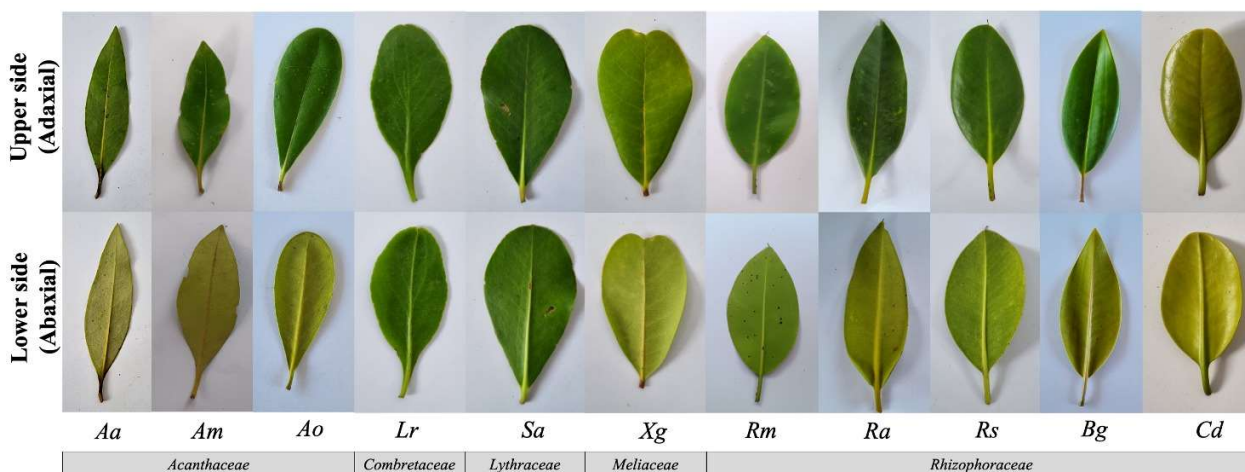 Upper side
(Adaxial)
Lower side
(Abaxial)
Aa Am Ao Lr Sa Xg Rm Ra Rs Bg Cd
Acanthaceae Combretaceae Lythraceae Meliaceae Rhizophoraceae